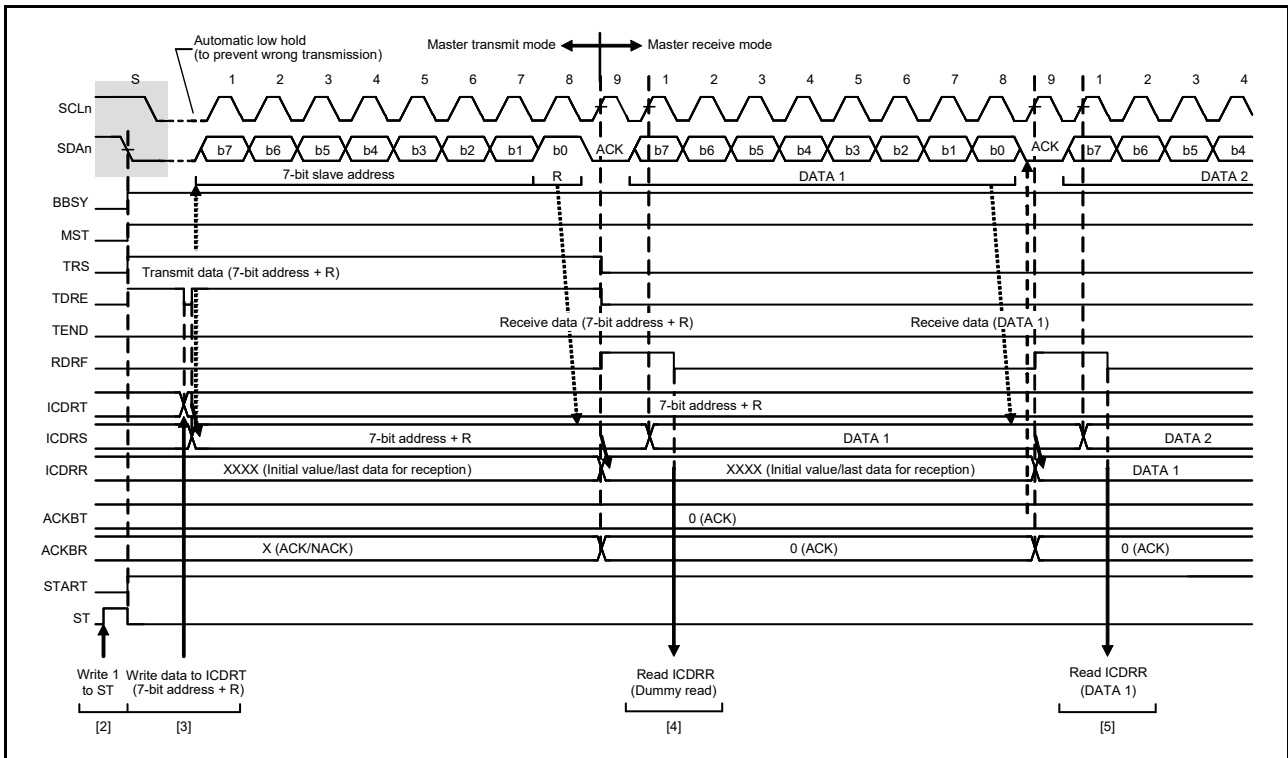 Automatic low hold
(to prevent wrong transmission)
Master transmit mode
Master receive mode
S 1 2 3 4 5 6 7 8 9 1 2 3 4 5 6 7 8 9 1 2 3 4
SCLn
SDAn b7 b6 b5 b4 b3 b2 b1 b0 ACK b7 b6 b5 b4 b3 b2 b1 b0 ACK b7 b6 b5 b4
7-bit slave address R DATA 1 DATA 2
BBSY
MST
TRS
Transmit data (7-bit address + R)
TDRE
TEND Receive data (7-bit address + R) Receive data (DATA 1)
RDRF
ICDRT 7-bit address + R
ICDRS 7-bit address + R DATA 1 DATA 2
ICDRR XXXX (Initial value/last data for reception) XXXX (Initial value/last data for reception) DATA 1
ACKBT 0 (ACK)
ACKBR X (ACK/NACK) 0 (ACK) 0 (ACK)
START
ST
Write 1
to ST
Write data to ICDRT
(7-bit address + R)
Read ICDRR
(Dummy read)
Read ICDRR
(DATA 1)
[2] [3] [4] [5]